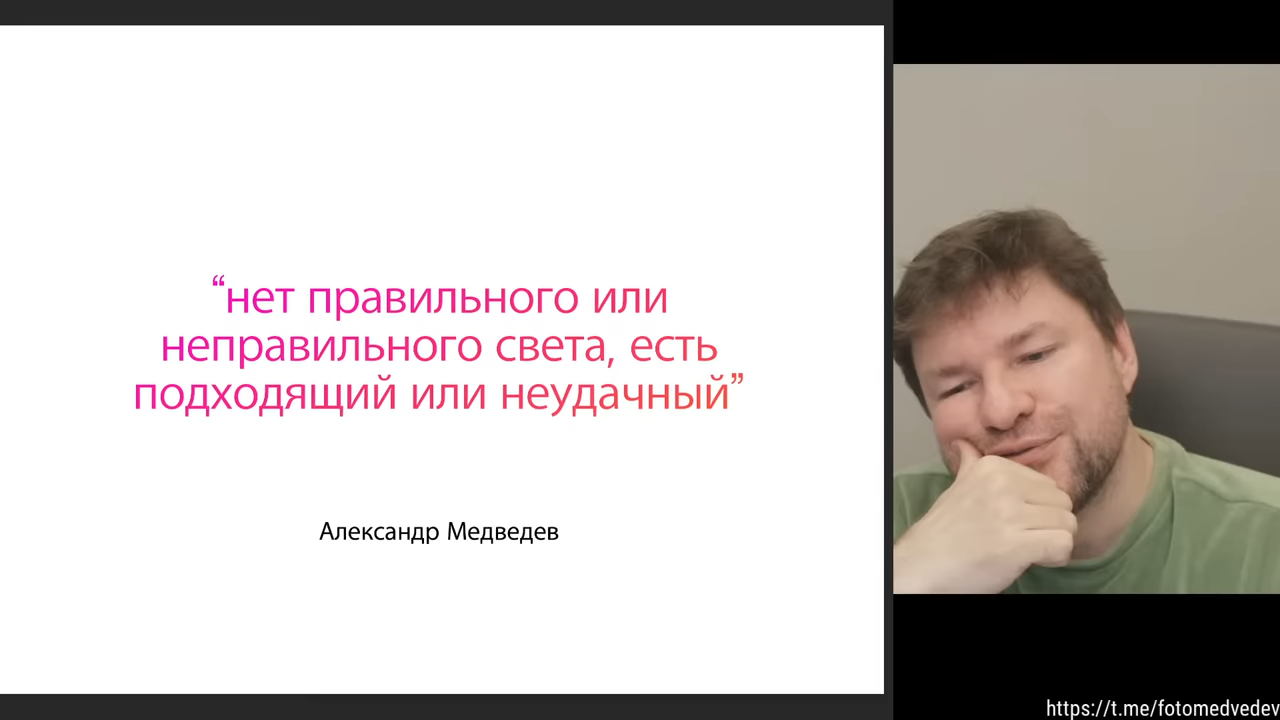 “нет правильного или
неправильного света, есть
подходящий или неудачный”
Александр Медведев
https://t.me/fotomedvedev